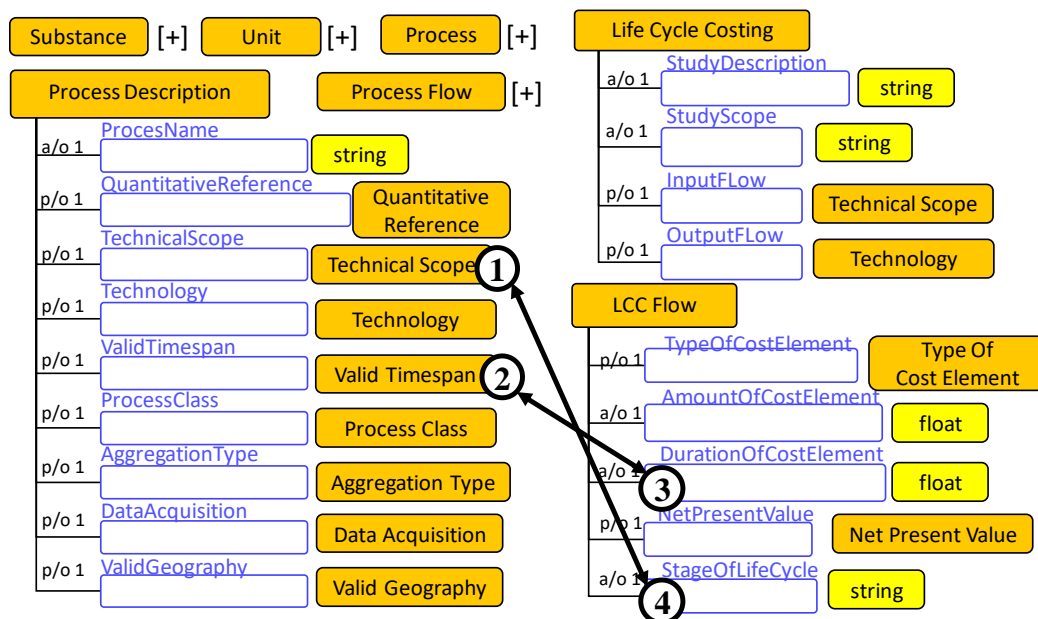 Substance [+] Unit [+] Process [+]
Process Description
Process Flow [+]
ProcesName
a/o 1
string
QuantitativeReference
p/o 1
Quantitative
Reference
TechnicalScope
p/o 1
Technical Scope
1
Technology
p/o 1
Technology
ValidTimespan
p/o 1
Valid Timespan
2
ProcessClass
p/o 1
Process Class
AggregationType
p/o 1
Aggregation Type
DataAcquisition
p/o 1
Data Acquisition
ValidGeography
p/o 1
Valid Geography
Life Cycle Costing
StudyDescription
a/o 1
string
StudyScope
a/o 1
string
InputFLow
p/o 1
Technical Scope
OutputFLow
p/o 1
Technology
LCC Flow
TypeOfCostElement
p/o 1
Type Of
Cost Element
AmountOfCostElement
a/o 1
float
DurationOfCostElement
a/o 1
3
float
NetPresentValue
p/o 1
Net Present Value
StageOfLifeCycle
a/o 1
4
string